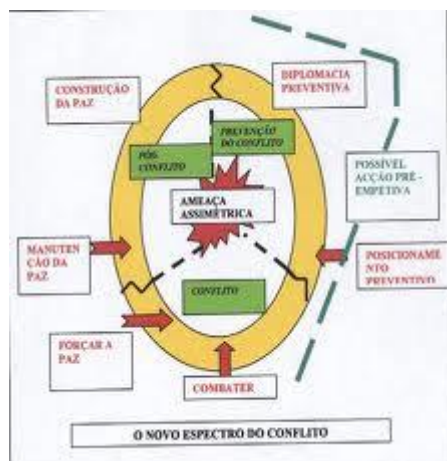 CONSTRUÇÃO
DA PAZ
DIPLOMACIA
PREVENTIVA
PREVENÇÃO
DO CONFLITO
PÓS-
CONFLITO
POSSÍVEL
ACÇÃO PRÉ-
EMPETIVA
AMEAÇA
ASSIMÉTRICA
MANUTEN
ÇÃO DA
PAZ
POSICIONAME
NTO
PREVENTIVO
CONFLITO
FORÇAR A
PAZ
COMBATER
O NOVO ESPECTRO DO CONFLITO